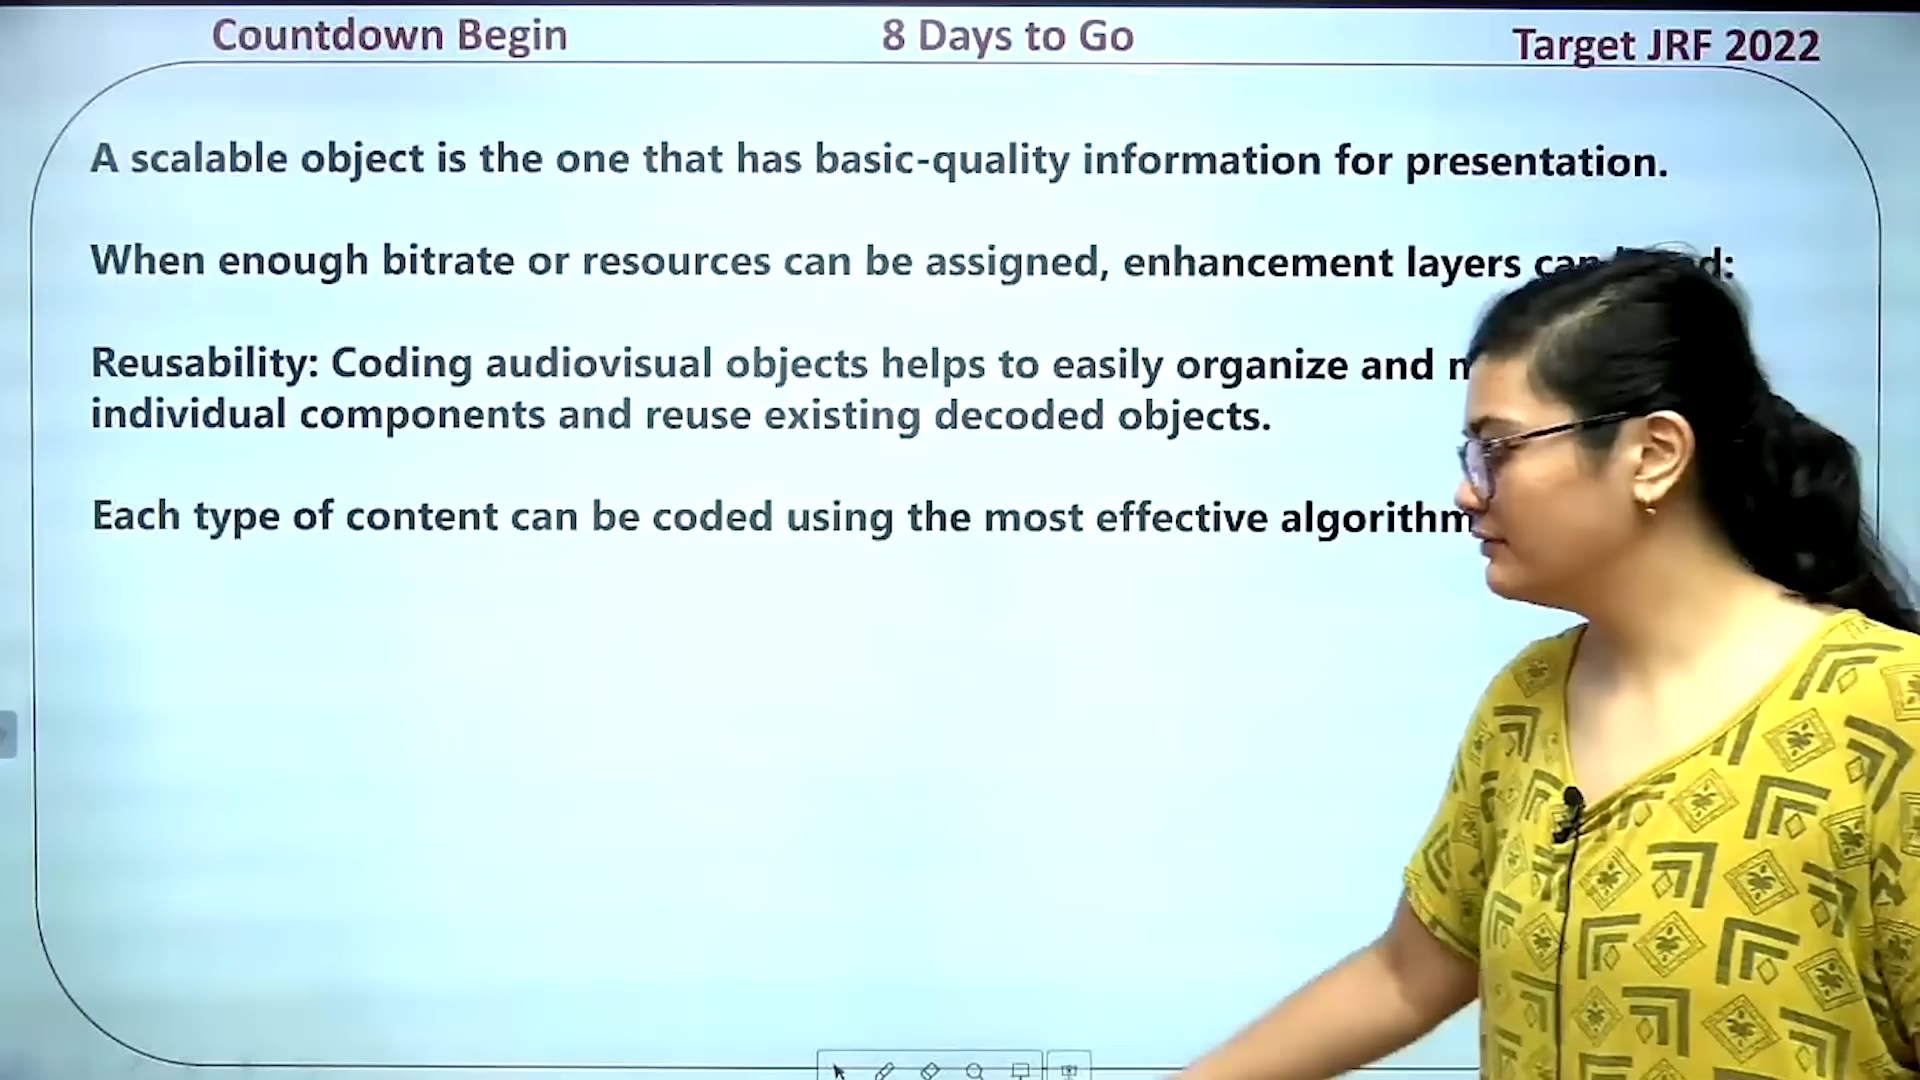 Countdown Begin 8 Days to Go Target JRF 2022
A scalable object is the one that has basic-quality information for presentation.
When enough bitrate or resources can be assigned, enhancement layers can
Reusability: Coding audiovisual objects helps to easily organize and
individual components and reuse existing decoded objects.
Each type of content can be coded using the most effective algorithm